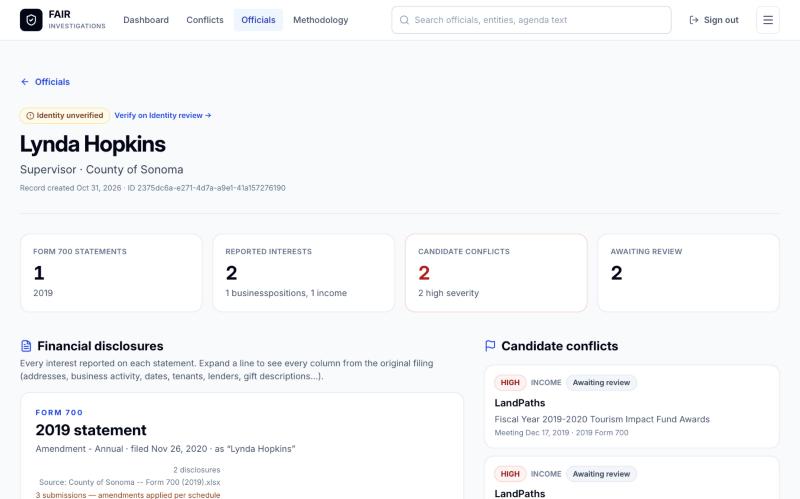 FAIR
INVESTIGATIONS
Dashboard
Conflicts
Officials
Methodology
Search officials, entities, agenda text
Sign out
← Officials
Identity unverified
Verify on Identity review →
Lynda Hopkins
Supervisor · County of Sonoma
Record created Oct 31, 2026 · ID 2375dc6a-e271-4d7a-a9e1-41a157276190
FORM 700 STATEMENTS
1
2019
REPORTED INTERESTS
2
1 businesspositions, 1 income
CANDIDATE CONFLICTS
2
2 high severity
AWAITING REVIEW
2
Financial disclosures
Every interest reported on each statement. Expand a line to see every column from the original filing
(addresses, business activity, dates, tenants, lenders, gift descriptions...).
FORM 700
2019 statement
Amendment - Annual · filed Nov 26, 2020 · as “Lynda Hopkins”
2 disclosures
Source: County of Sonoma -- Form 700 (2019).xlsx
3 submissions — amendments applied per schedule
Candidate conflicts
HIGH
INCOME
Awaiting review
LandPaths
Fiscal Year 2019-2020 Tourism Impact Fund Awards
Meeting Dec 17, 2019 · 2019 Form 700
HIGH
INCOME
Awaiting review
LandPaths